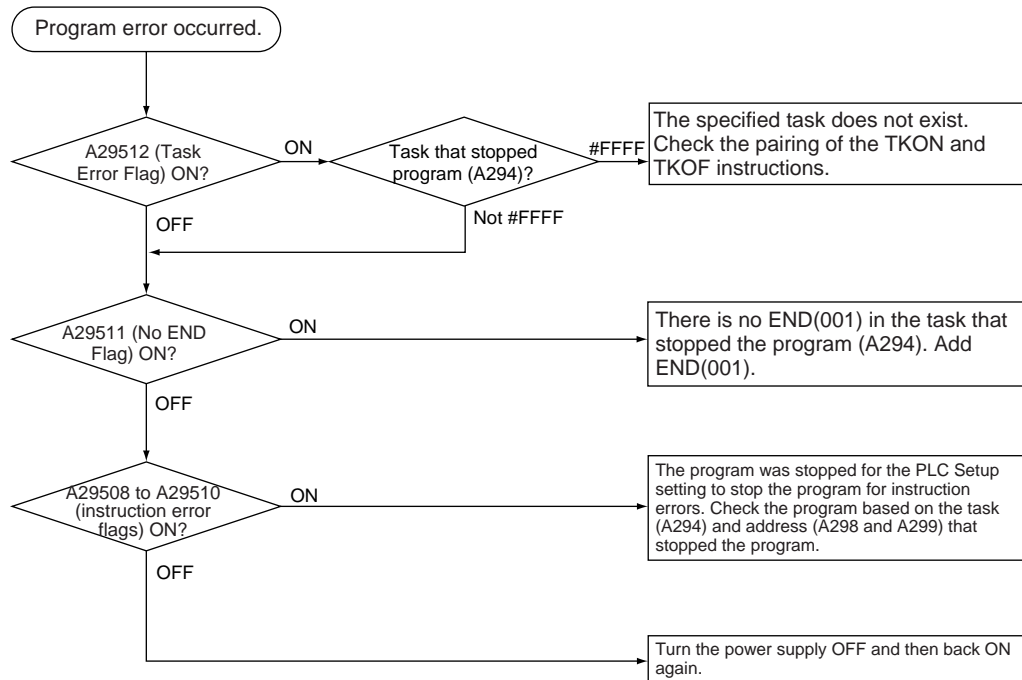 Program error occurred.
A29512 (Task
Error Flag) ON?
ON
Task that stopped
program (A294)?
#FFFF
The specified task does not exist.
Check the pairing of the TKON and
TKOF instructions.
OFF
Not #FFFF
A29511 (No END
Flag) ON?
ON
There is no END(001) in the task that
stopped the program (A294). Add
END(001).
OFF
A29508 to A29510
(instruction error
flags) ON?
ON
The program was stopped for the PLC Setup
setting to stop the program for instruction
errors. Check the program based on the task
(A294) and address (A298 and A299) that
stopped the program.
OFF
Turn the power supply OFF and then back ON
again.